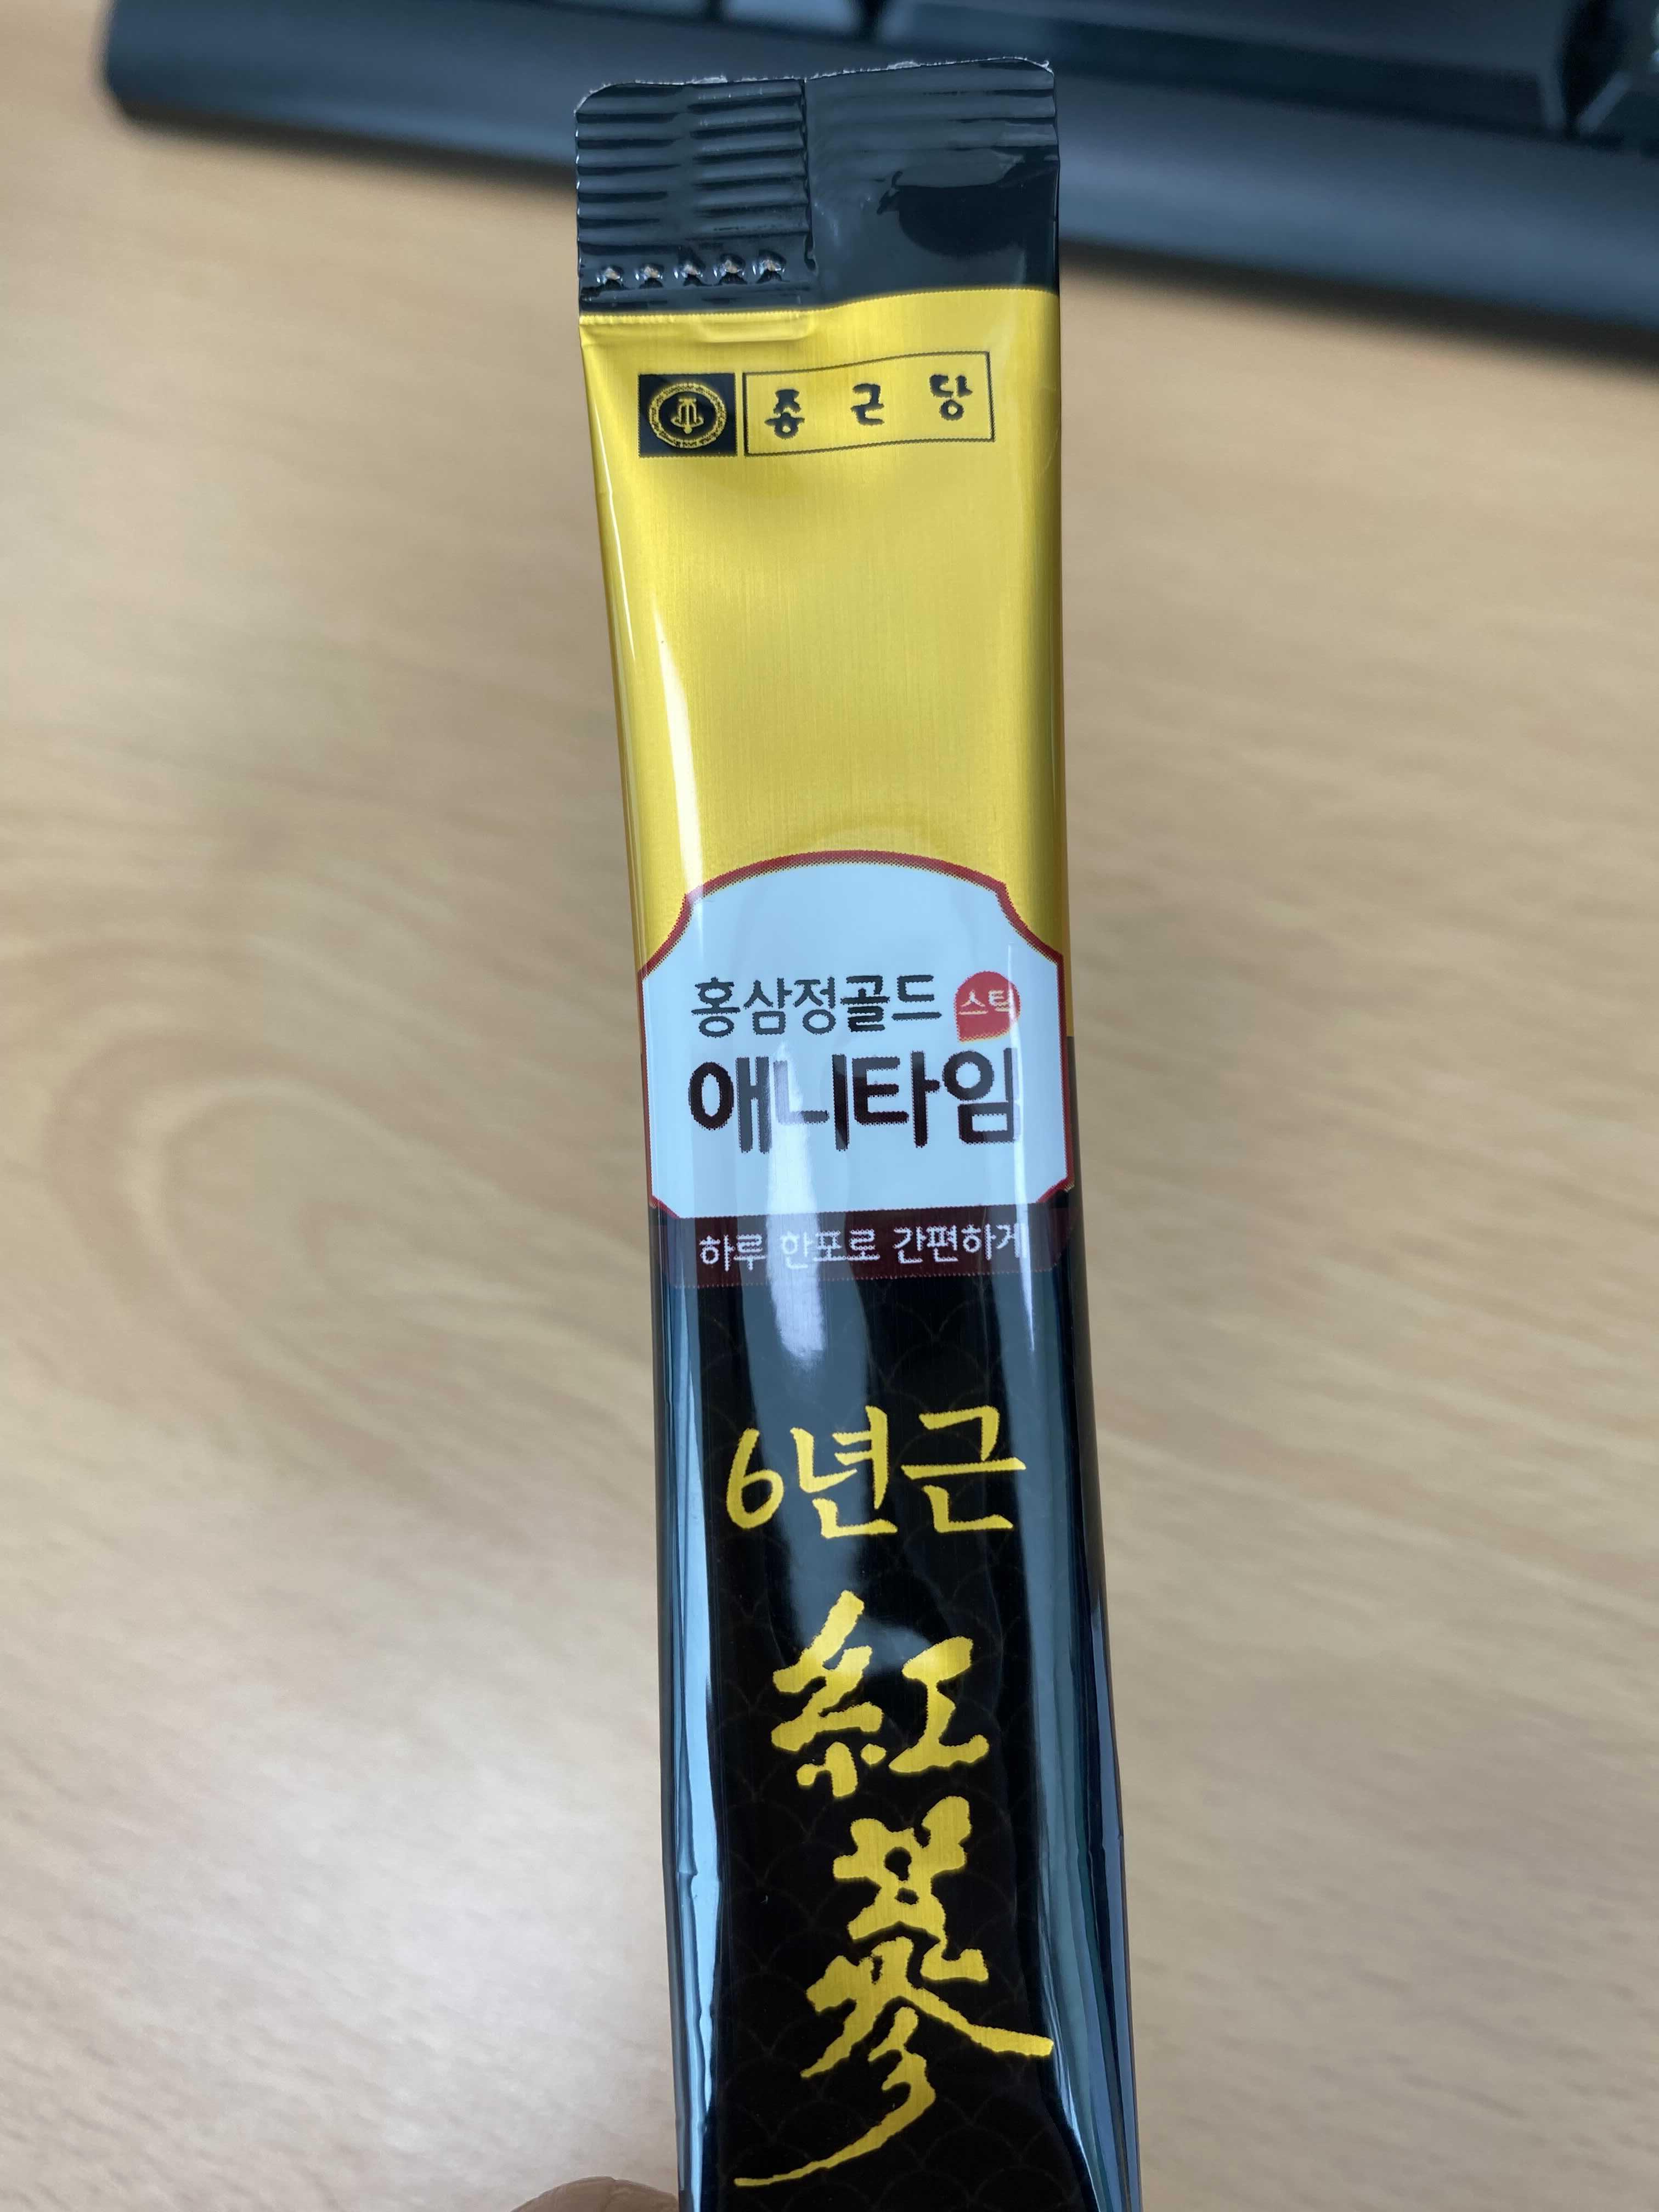 종근당
홍삼정골드 스틱
애니타임
하루 한포로 간편하게
6년근
紅
蔘